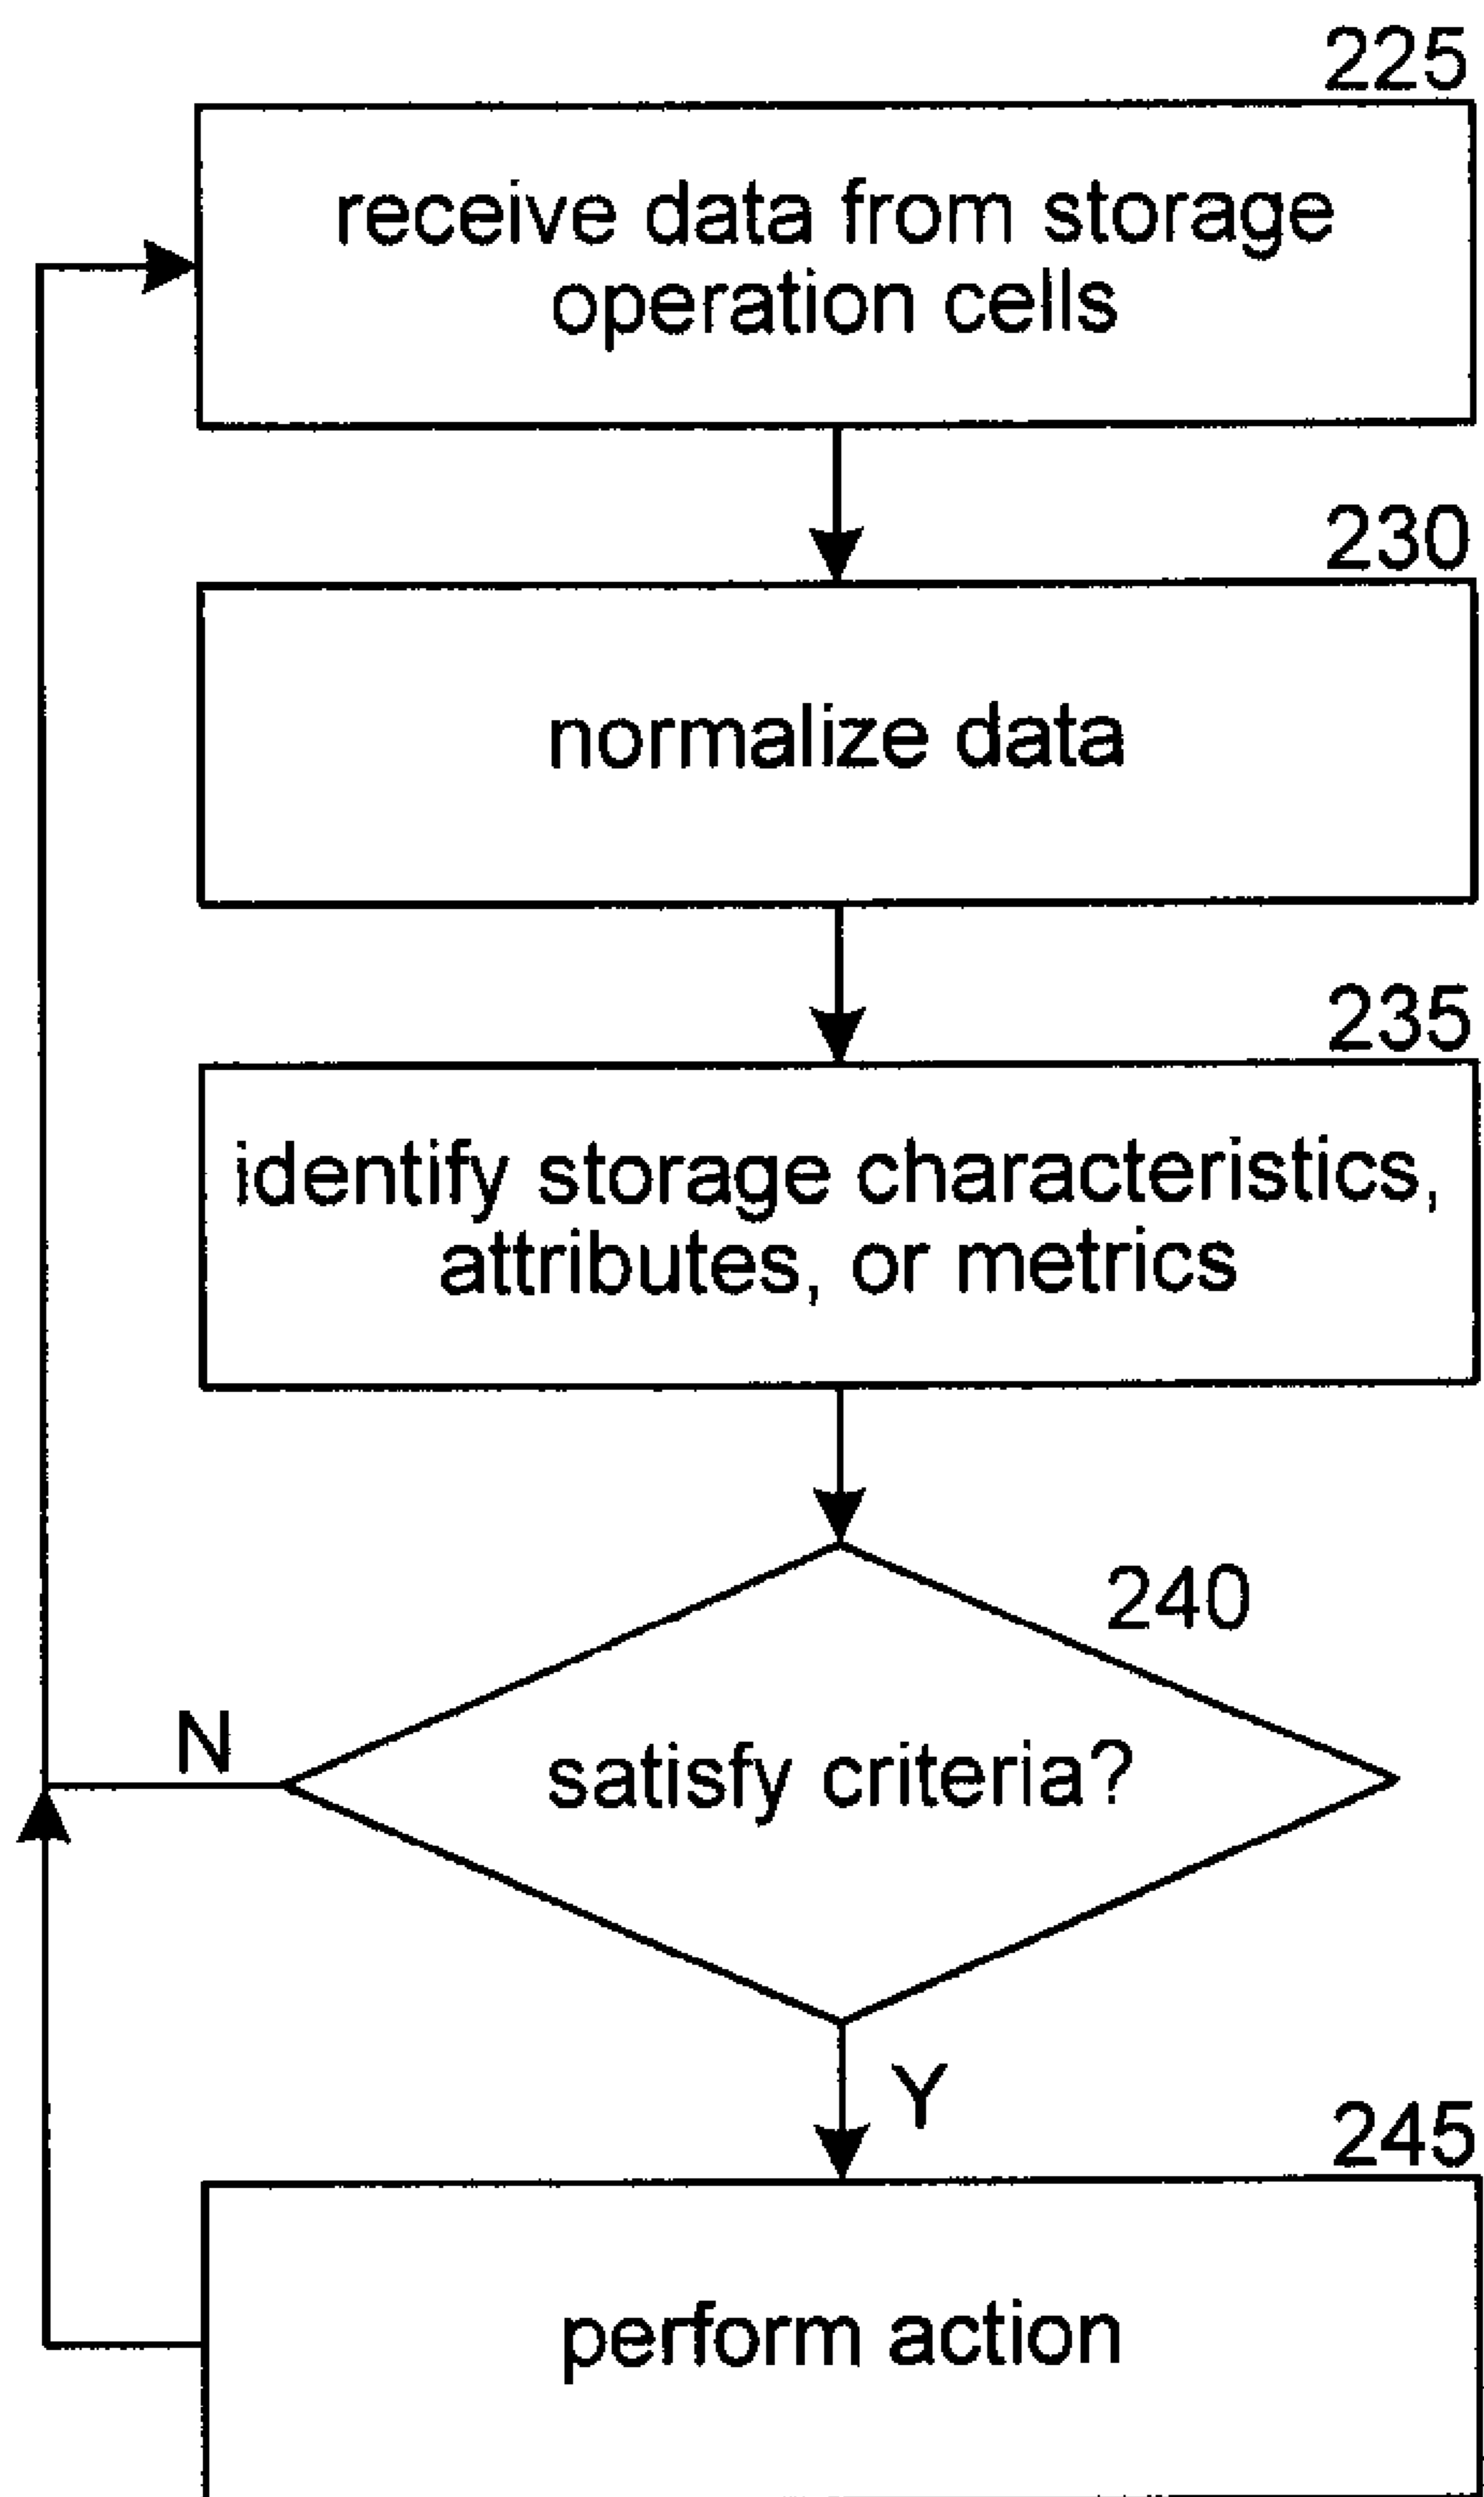 225
receive data from storage
operation cells
230
normalize data
235
identify storage characteristics,
attributes, or metrics
240
N
satisfy criteria?
Y
245
perform action